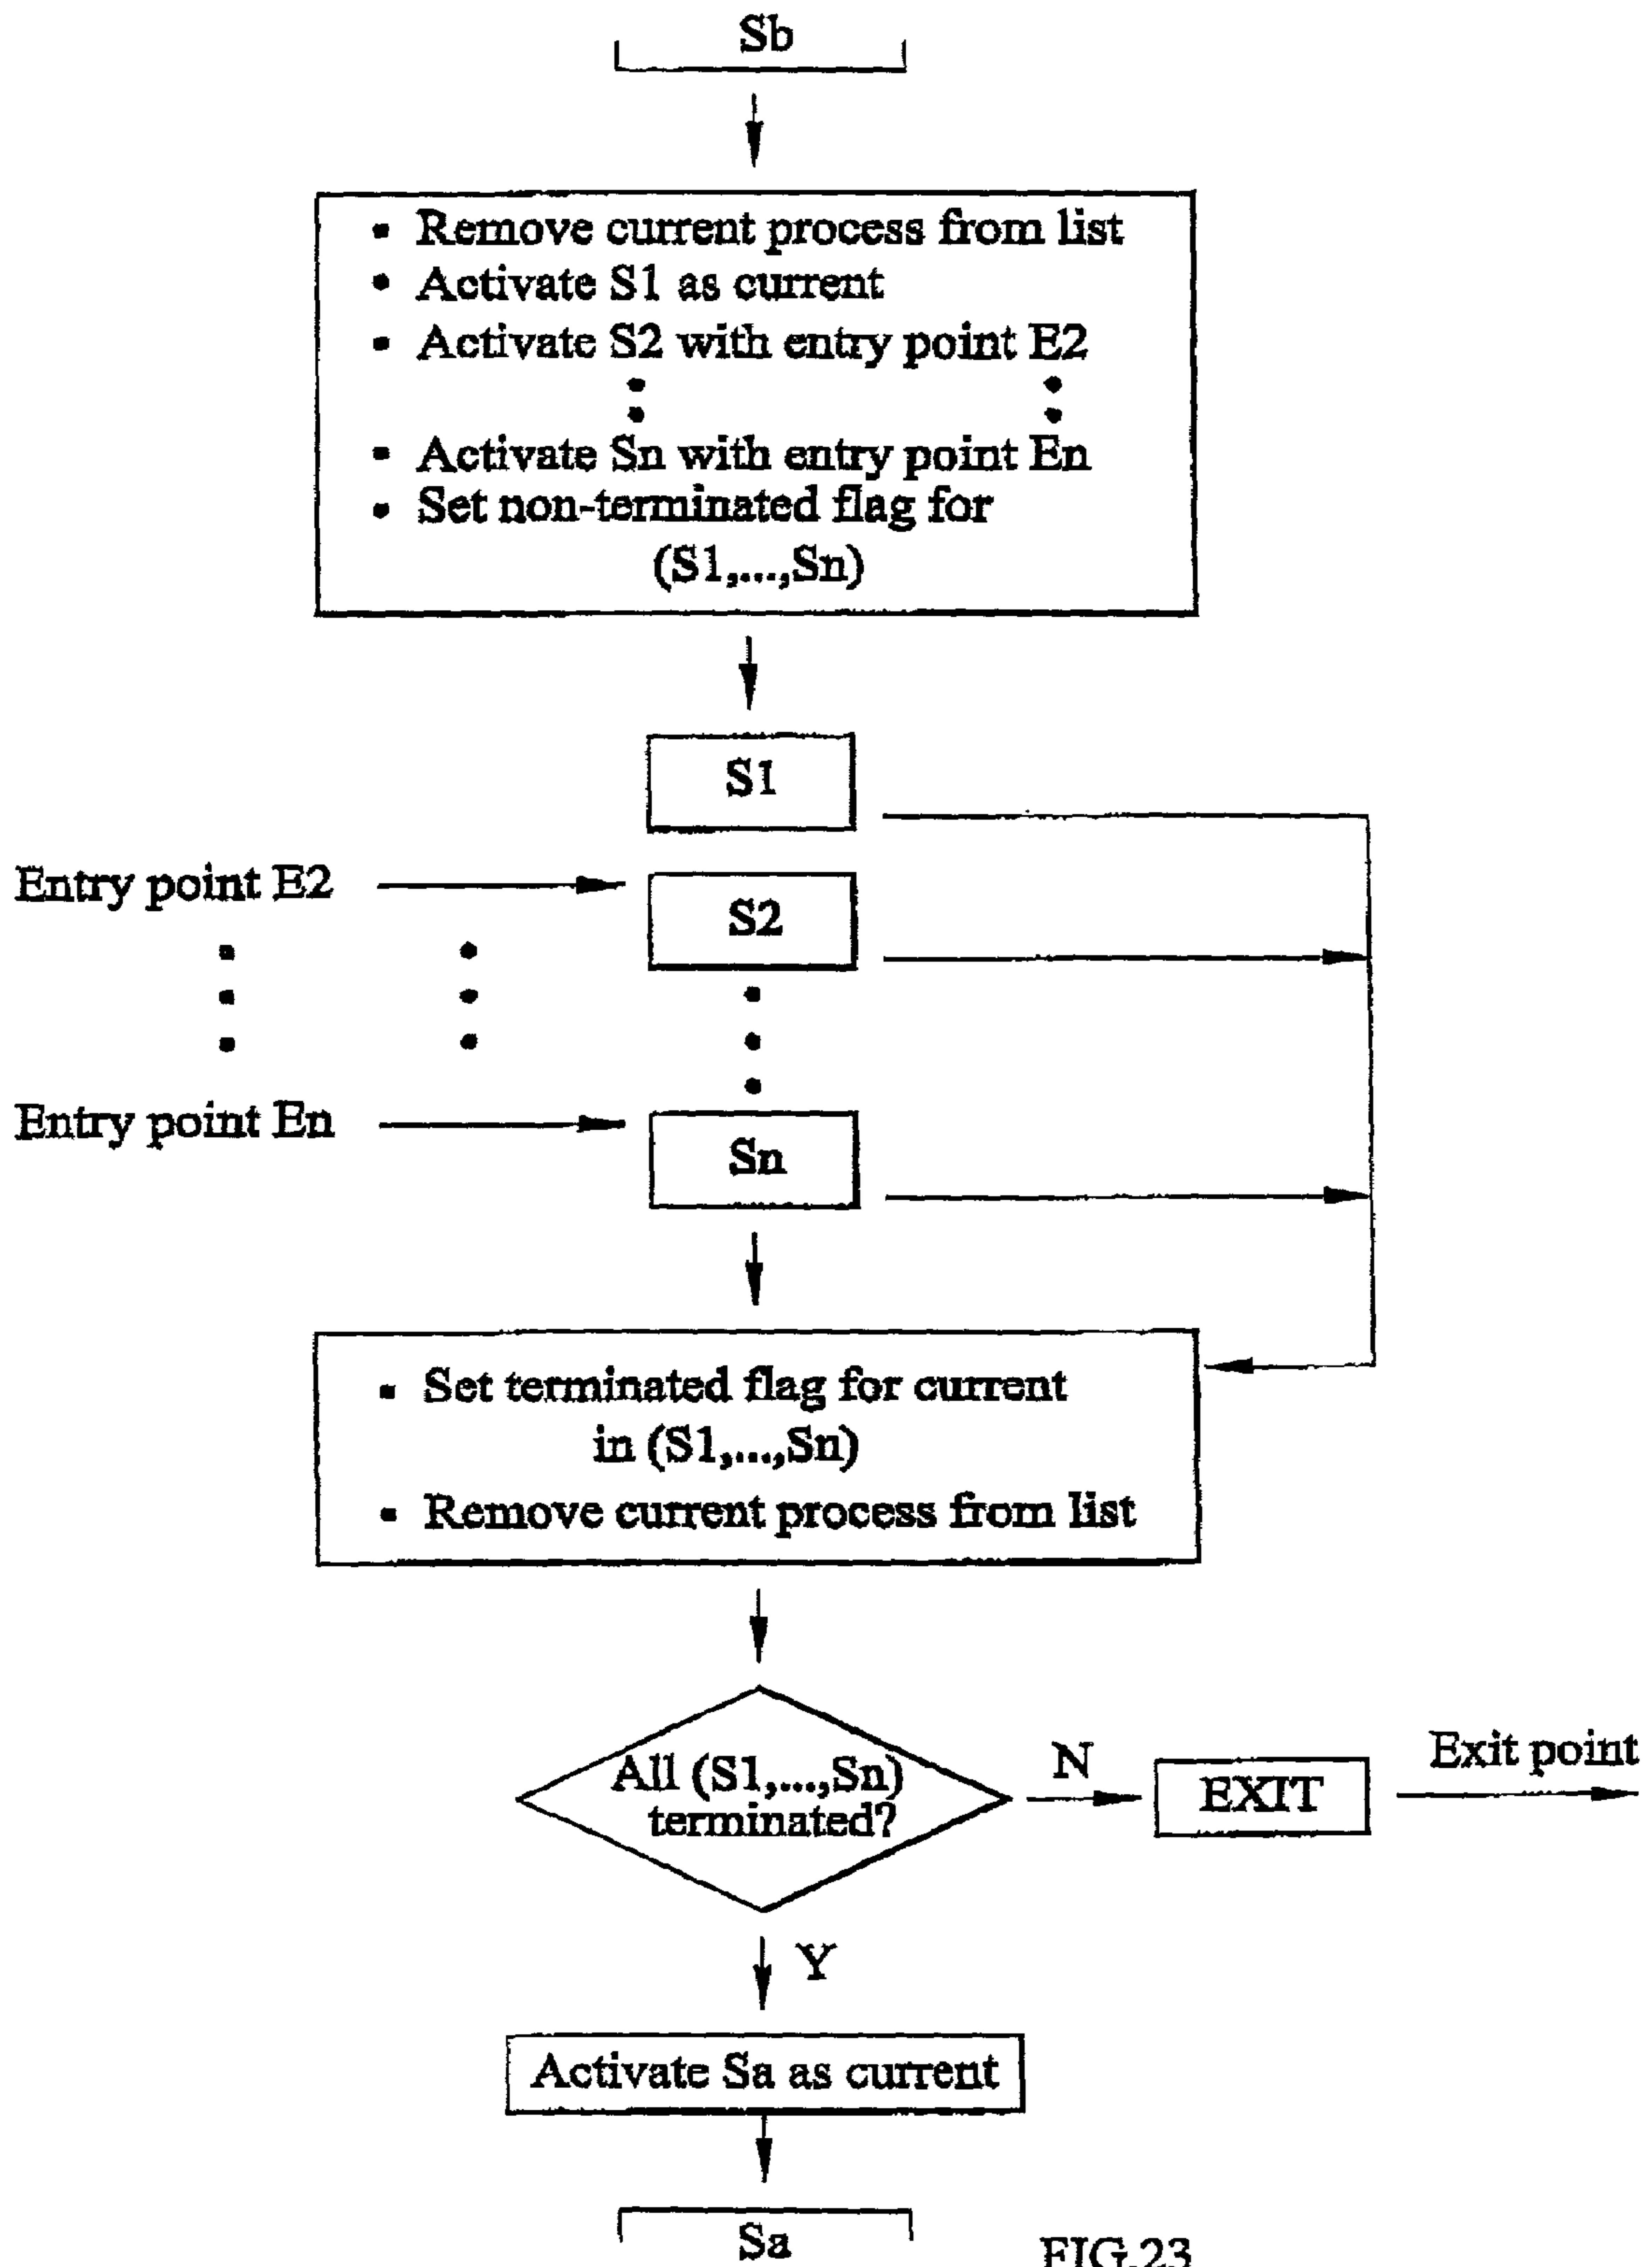 Sb
▪ Remove current process from list
• Activate S1 as current
▪ Activate S2 with entry point E2
▪ Activate Sn with entry point En
• Set non-terminated flag for
(S1,...,Sn)
S1
Entry point E2
S2
Entry point En
Sn
▪ Set terminated flag for current
in (S1,...,Sn)
▪ Remove current process from list
All (S1,...,Sn)
terminated?
N
EXIT
Exit point
Y
Activate Sa as current
Sa
FIG.23